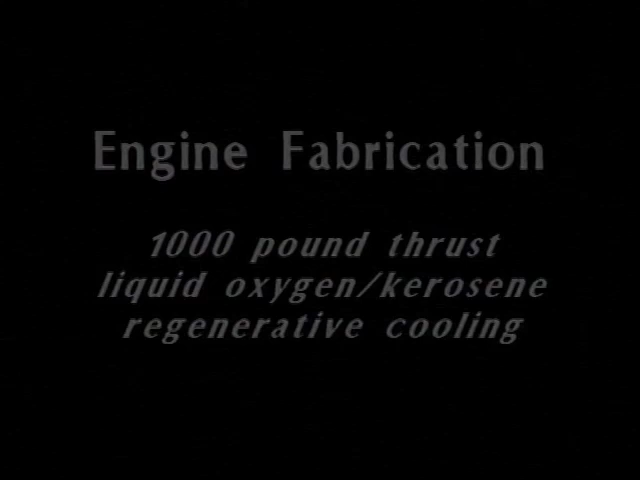 Engine Fabrication
1000 pound thrust
liquid oxygen/kerosene
regenerative cooling